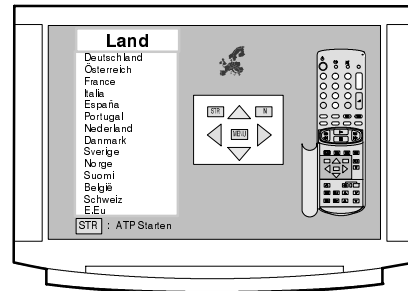 Land
Deutschland
Österreich
France
Italia
España
Portugal
Nederland
Danmark
Sverige
Norge
Suomi
België
Schweiz
E.Eu
STR : ATP Starten
STR
MENU